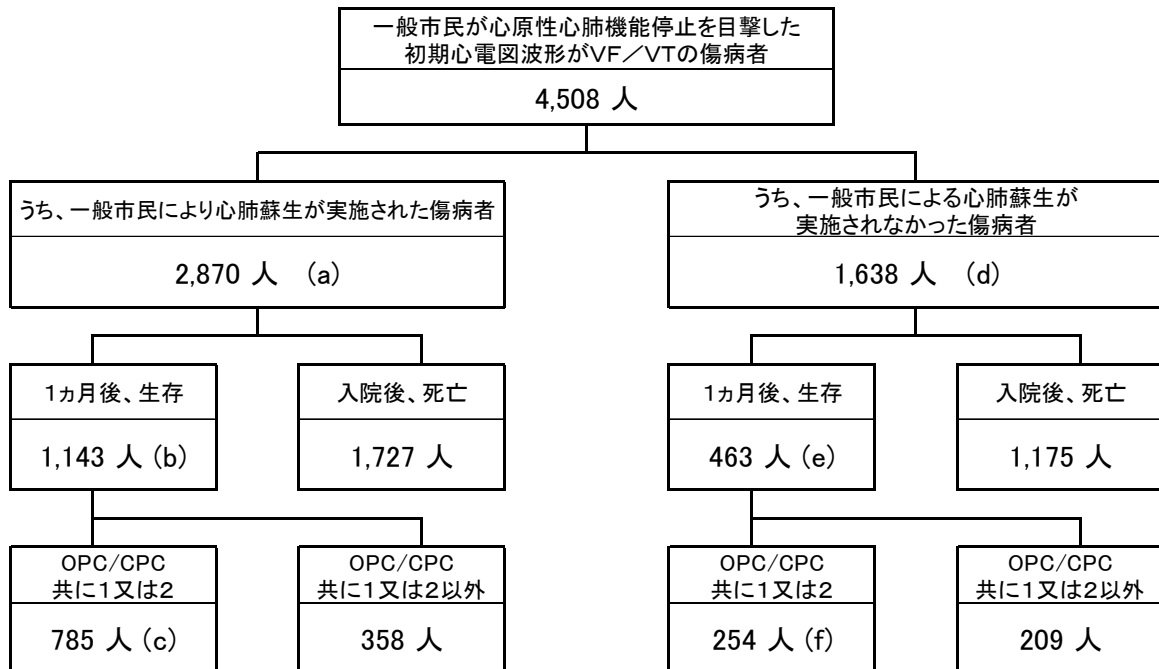 一般市民が心原性心肺機能停止を目撃した
初期心電図波形がVF／VTの傷病者
4,508 人
うち、一般市民により心肺蘇生が実施された傷病者
2,870 人 (a)
うち、一般市民による心肺蘇生が
実施されなかった傷病者
1,638 人 (d)
1ヵ月後、生存
1,143 人 (b)
入院後、死亡
1,727 人
1ヵ月後、生存
463 人 (e)
入院後、死亡
1,175 人
OPC/CPC
共に１又は２
785 人 (c)
OPC/CPC
共に１又は２以外
358 人
OPC/CPC
共に１又は２
254 人 (f)
OPC/CPC
共に１又は２以外
209 人